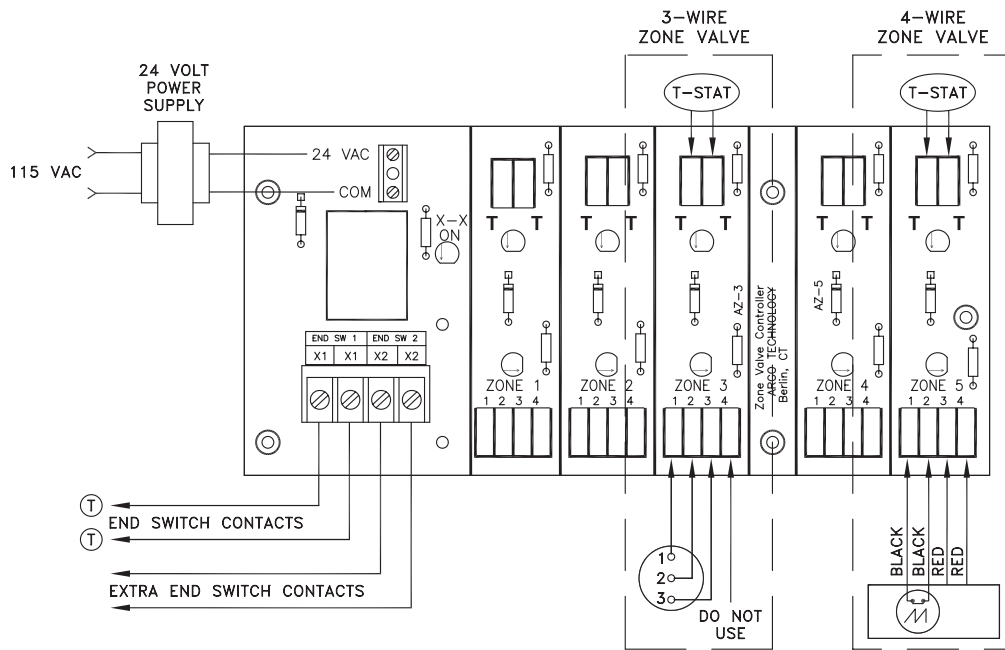 3-WIRE
ZONE VALVE
4-WIRE
ZONE VALVE
24 VOLT
POWER
SUPPLY
T-STAT
T-STAT
115 VAC
24 VAC
COM
X-X
ON
T T
T T
T T
T T
T T
AZ-3
Zone Valve Controller
ARGO TECHNOLOGY
Berlin, CT
AZ-5
END SW 1
END SW 2
X1 X1 X2 X2
ZONE 1
1 2 3 4
ZONE 2
1 2 3 4
ZONE 3
1 2 3 4
ZONE 4
1 2 3 4
ZONE 5
1 2 3 4
T
END SWITCH CONTACTS
T
EXTRA END SWITCH CONTACTS
1
2
3
DO NOT
USE
BLACK
BLACK
RED
RED